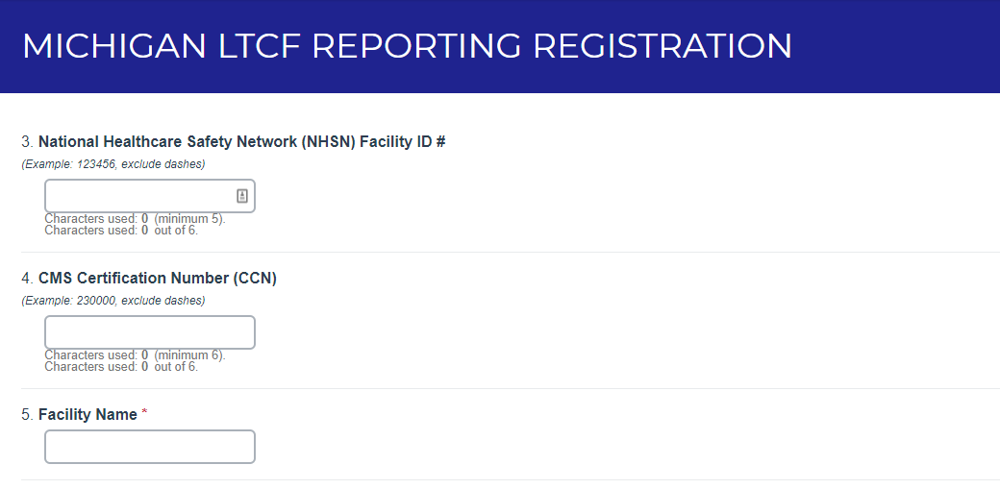 MICHIGAN LTCF REPORTING REGISTRATION
3. National Healthcare Safety Network (NHSN) Facility ID #
(Example: 123456, exclude dashes)
Characters used: 0 (minimum 5).
Characters used: 0 out of 6.
4. CMS Certification Number (CCN)
(Example: 230000, exclude dashes)
Characters used: 0 (minimum 6).
Characters used: 0 out of 6.
5. Facility Name *